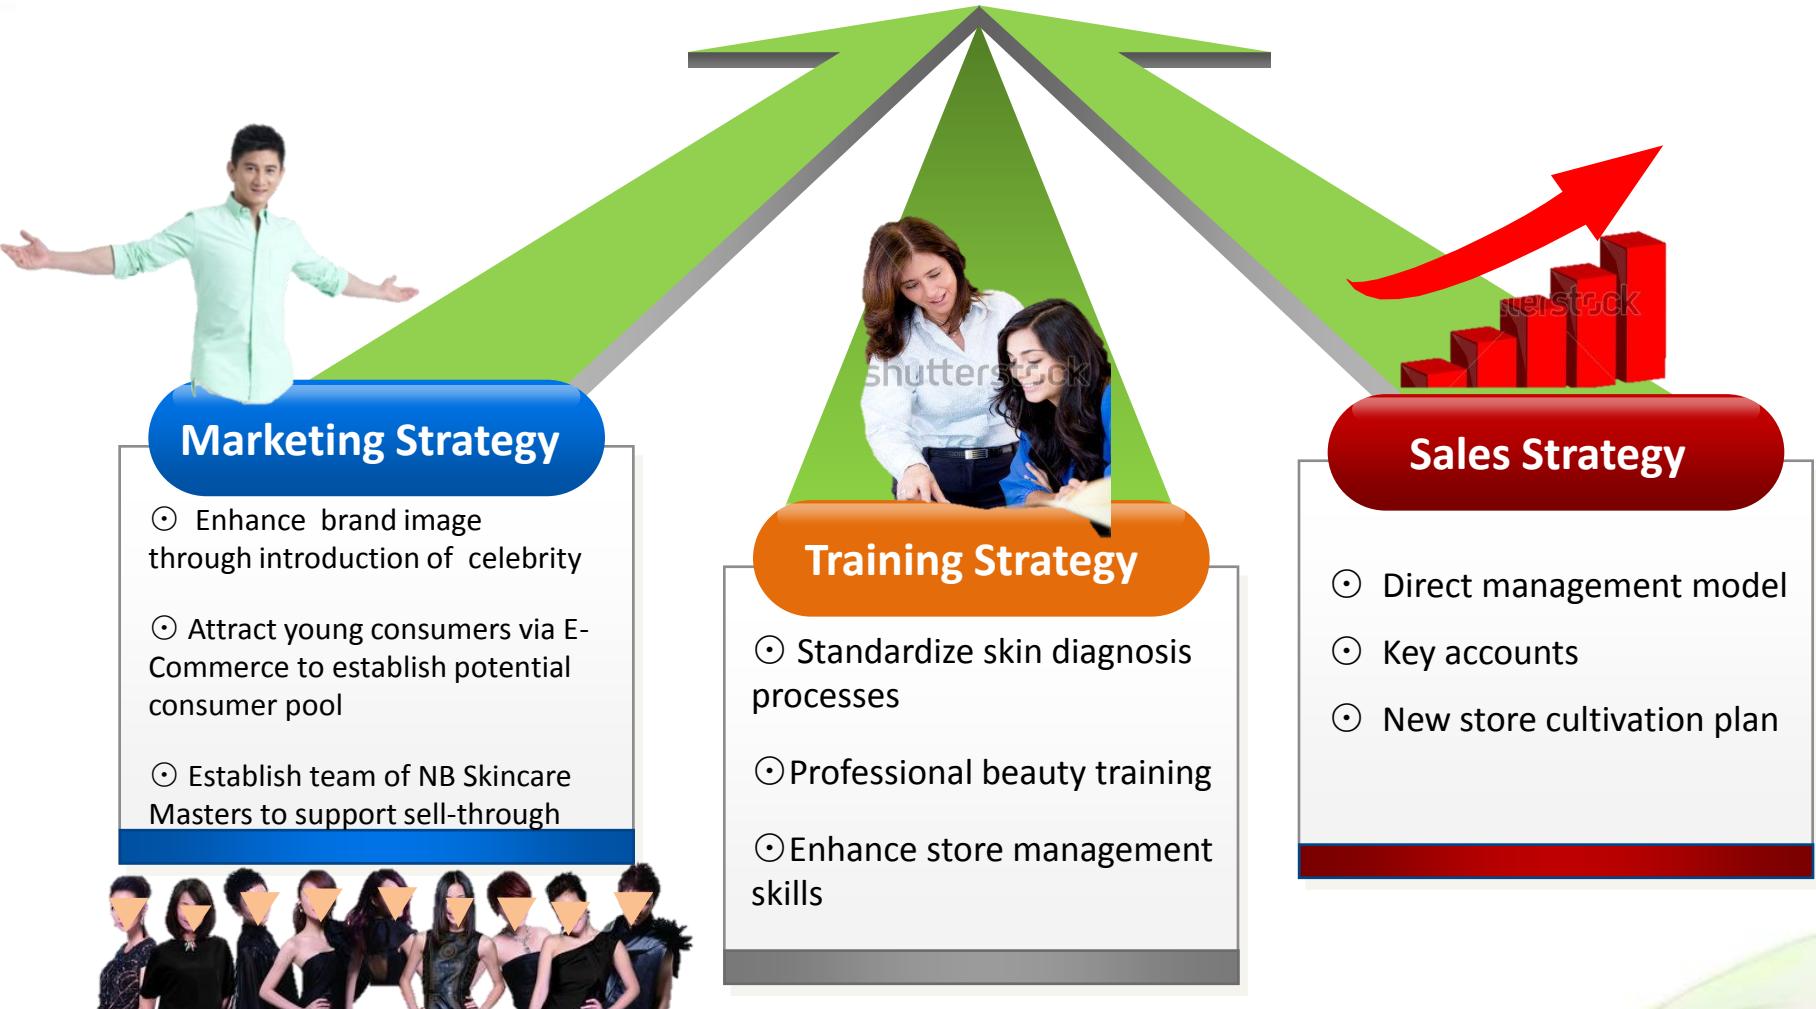 Marketing Strategy
⊙ Enhance brand image
through introduction of celebrity
⊙ Attract young consumers via E-
Commerce to establish potential
consumer pool
⊙ Establish team of NB Skincare
Masters to support sell-through
shutterstock
Training Strategy
⊙ Standardize skin diagnosis
processes
⊙Professional beauty training
⊙Enhance store management
skills
Sales Strategy
⊙ Direct management model
⊙ Key accounts
⊙ New store cultivation plan